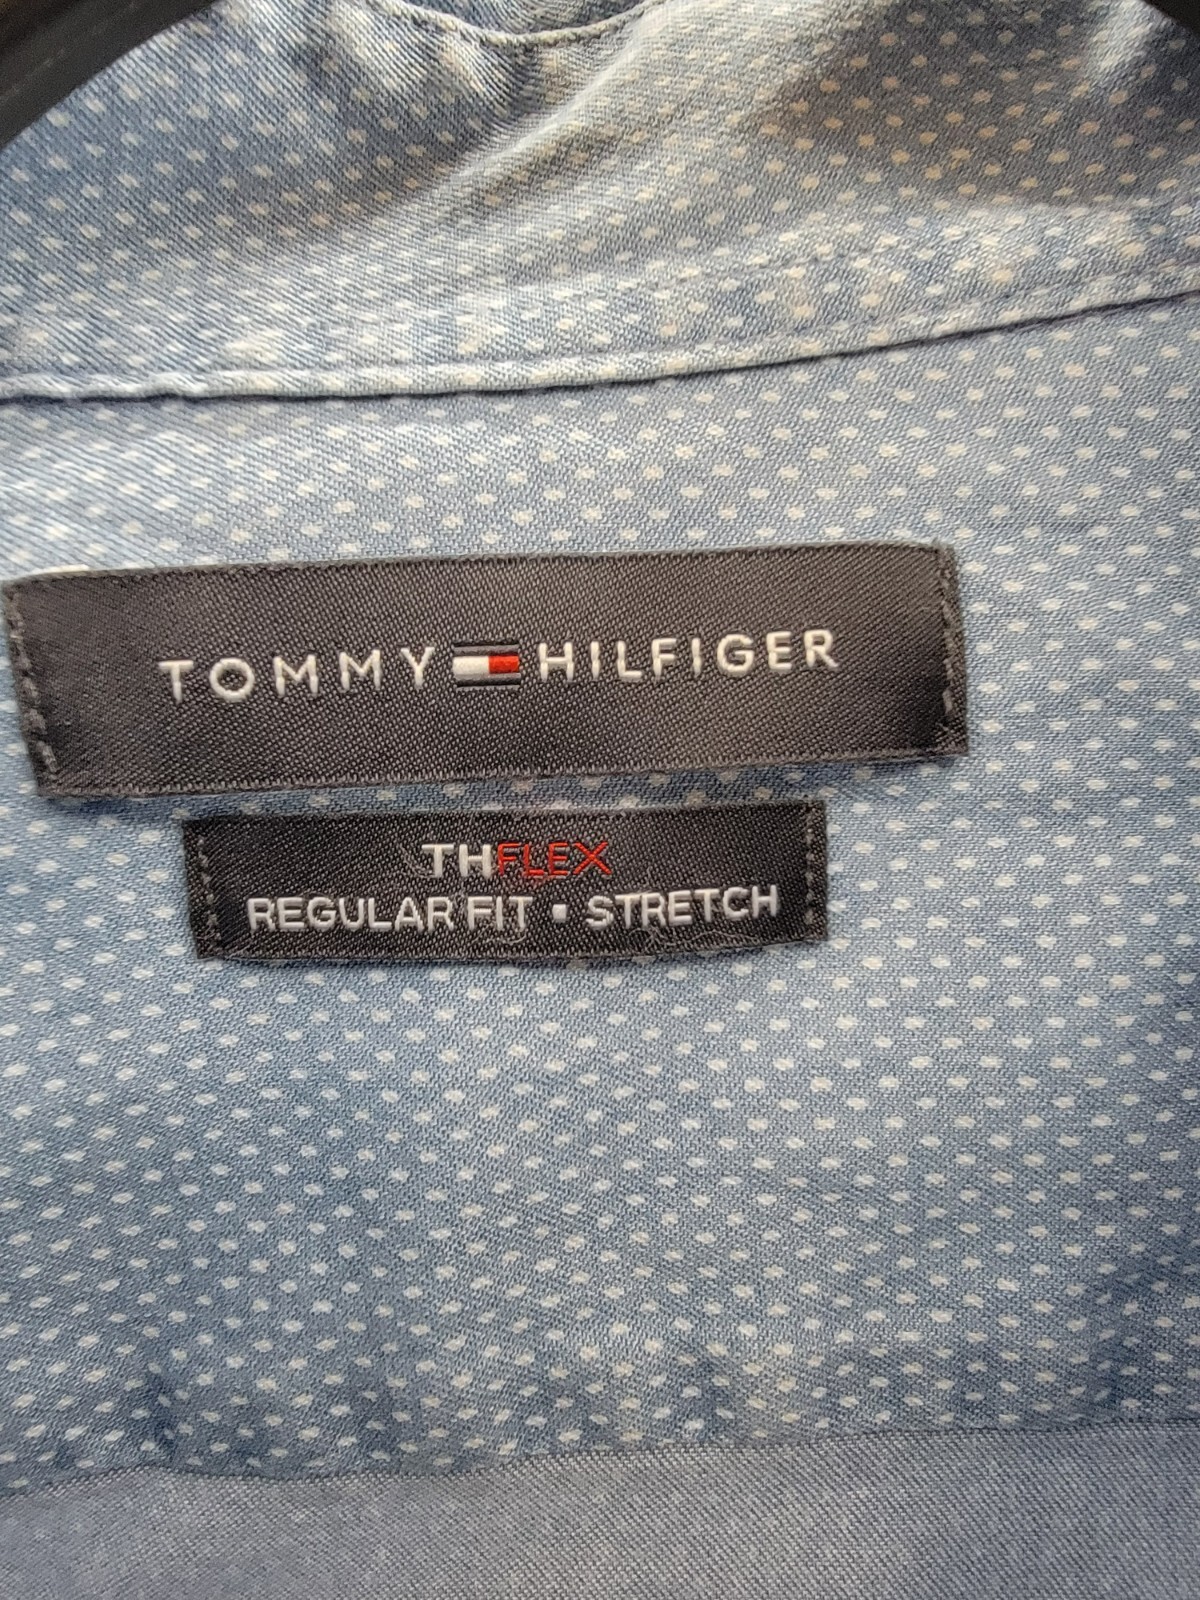 TOMMY HILFIGER
THFLEX
REGULAR FIT ▪ STRETCH